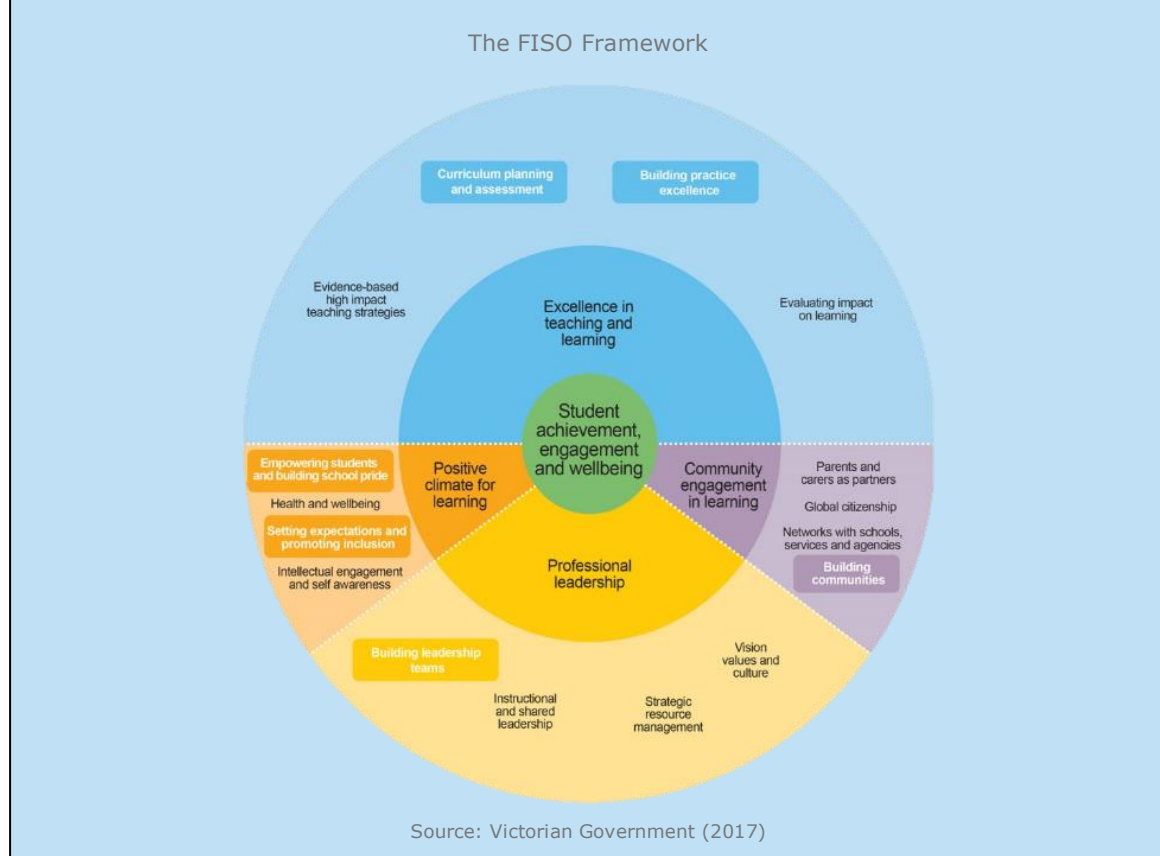 The FISO Framework
Curriculum planning
and assessment
Building practice
excellence
Evidence-based
high impact
teaching strategies
Excellence in
teaching and
learning
Evaluating impact
on learning
Student
achievement,
engagement
and wellbeing
Empowering students
and building school pride
Health and wellbeing
Setting expectations and
promoting inclusion
Intellectual engagement
and self awareness
Positive
climate for
learning
Community
engagement
in learning
Parents and
carers as partners
Global citizenship
Networks with schools,
services and agencies
Building
communities
Professional
leadership
Building leadership
teams
Instructional
and shared
leadership
Strategic
resource
management
Vision
values and
culture
Source: Victorian Government (2017)